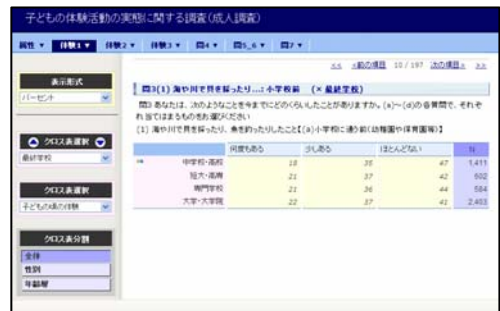 子どもの体験活動の実態に関する調査(成人調査)
属性 ▼ 体験1 ▼ 体験2 ▼ 体験3 ▼ 問4 ▼ 問5_6 ▼ 問7 ▼
<< <前の項目 10 / 197 次の項目> >>
表示形式
パーセント
クロス表選択
最終学校
クロス表選択
子どもの頃の体験
クロス表分割
全体
性別
年齢層
問3(1) 海や川で貝を採ったり...: 小学校前 (× 最終学校)
問3 あなたは、次のようなことを今までにどのくらいしたことがありますか。(a)~(d)の各質問で、それぞ
れ当てはまるものをお選びください
(1) 海や川で貝を採ったり、魚を釣ったりしたこと【(a)小学校に通う前(幼稚園や保育園等)】
何度もある 少しある ほとんどない N
⇒ 中学校・高校 18 35 47 1,411
短大・高専 21 37 42 602
専門学校 21 36 44 584
大学・大学院 22 37 41 2,403